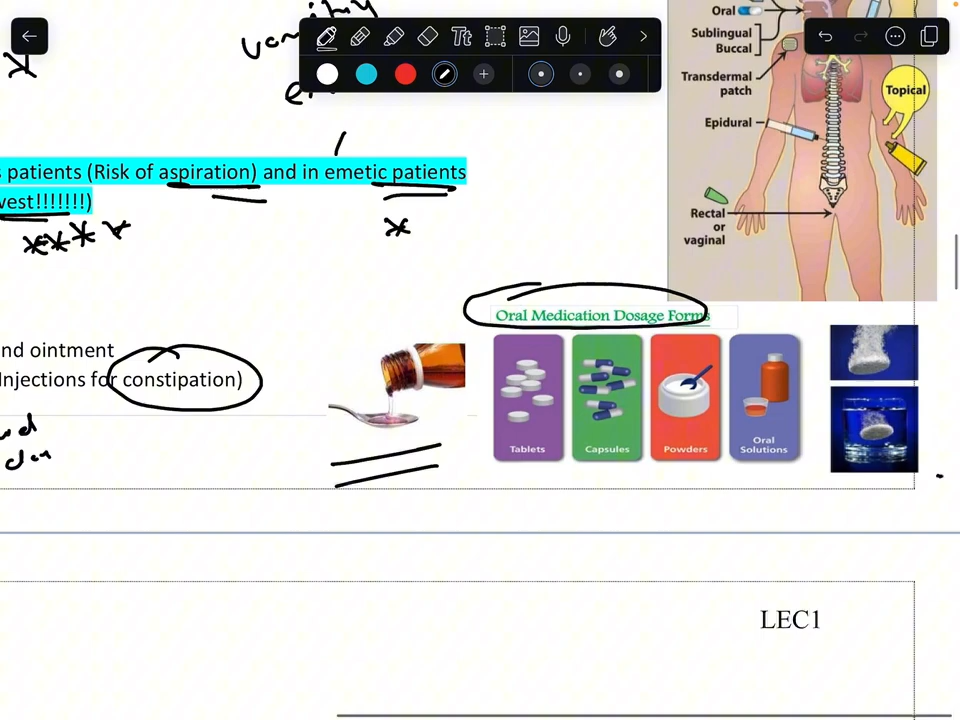 Oral
Sublingual
Buccal
Transdermal
patch
Epidural
Topical
Rectal
or
vaginal
Tt
s patients (Risk of aspiration) and in emetic patients
vest!!!!!!!)
nd ointment
Injections for constipation)
Oral Medication Dosage Forms
Tablets
Capsules
Powders
Oral
Solutions
LEC1